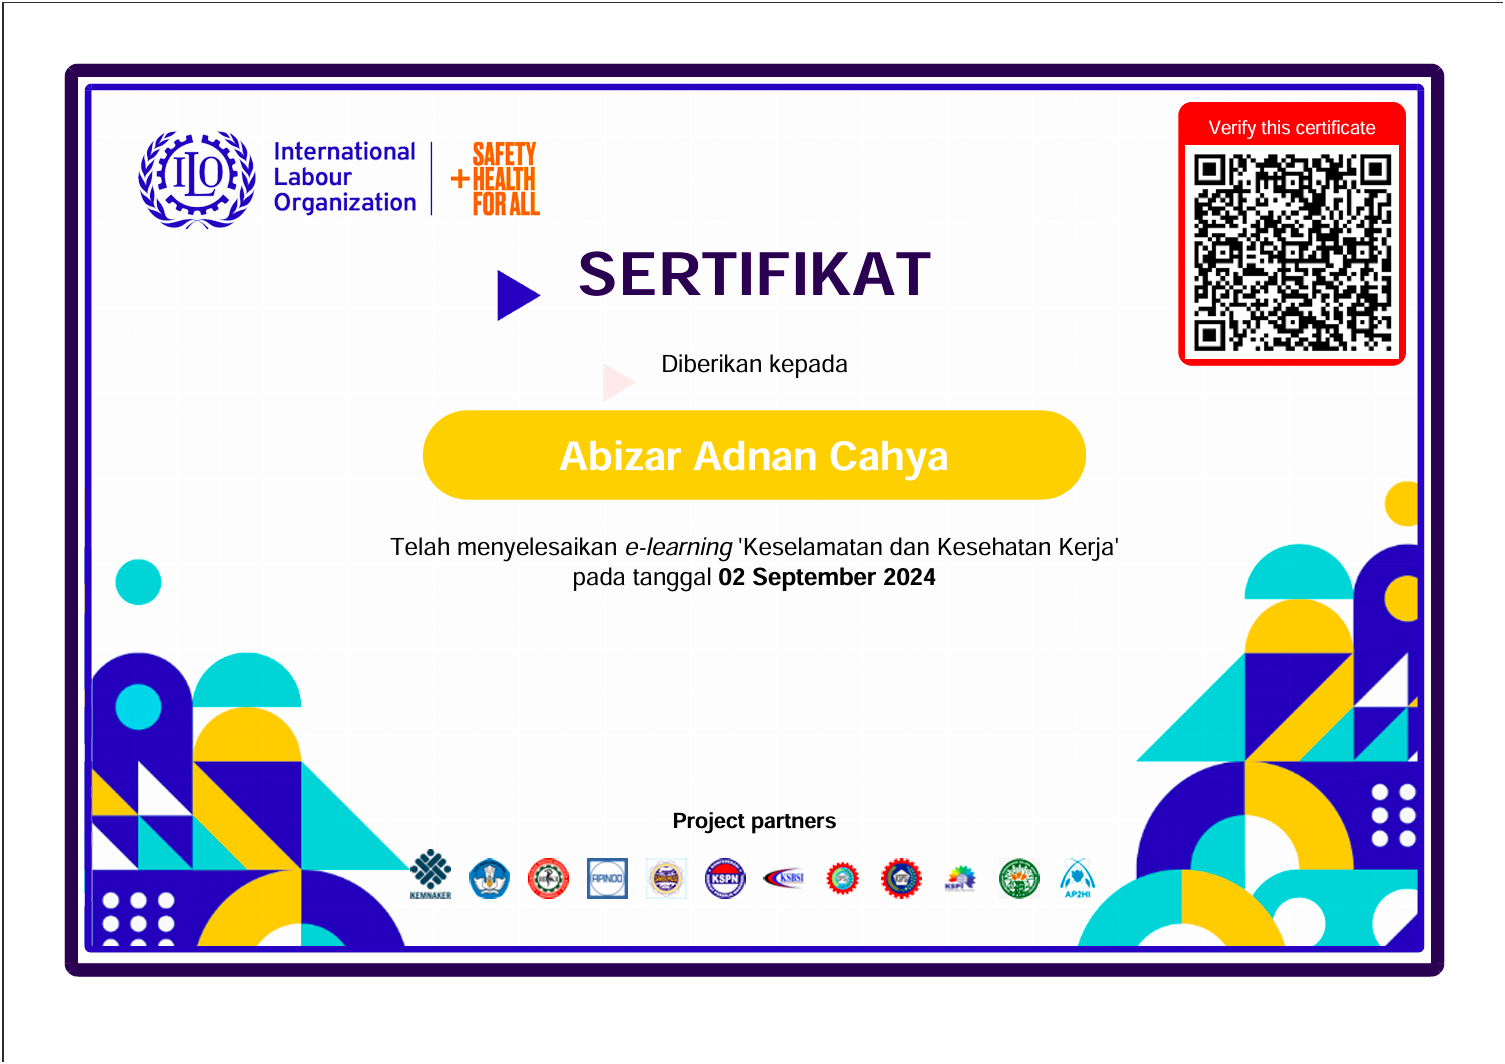 Verify this certificate
ILO
International
Labour
Organization
SAFETY
+ HEALTH
FOR ALL
SERTIFIKAT
Diberikan kepada
Abizar Adnan Cahya
Telah menyelesaikan e-learning 'Keselamatan dan Kesehatan Kerja'
pada tanggal 02 September 2024
Project partners
KEMNAKER
APINDO
KSPN
KSBSI
KSPI
AP2HI